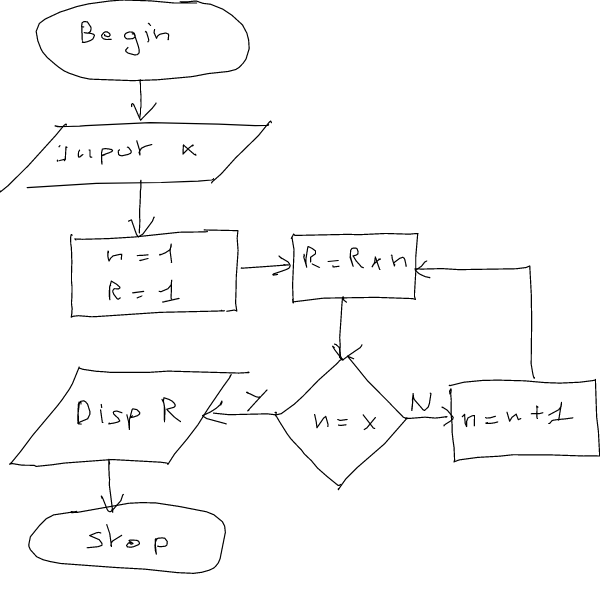 Begin
Input x
n = 1
R = 1
R = R * n
n = x
Y
N
n = n + 1
Disp R
Stop